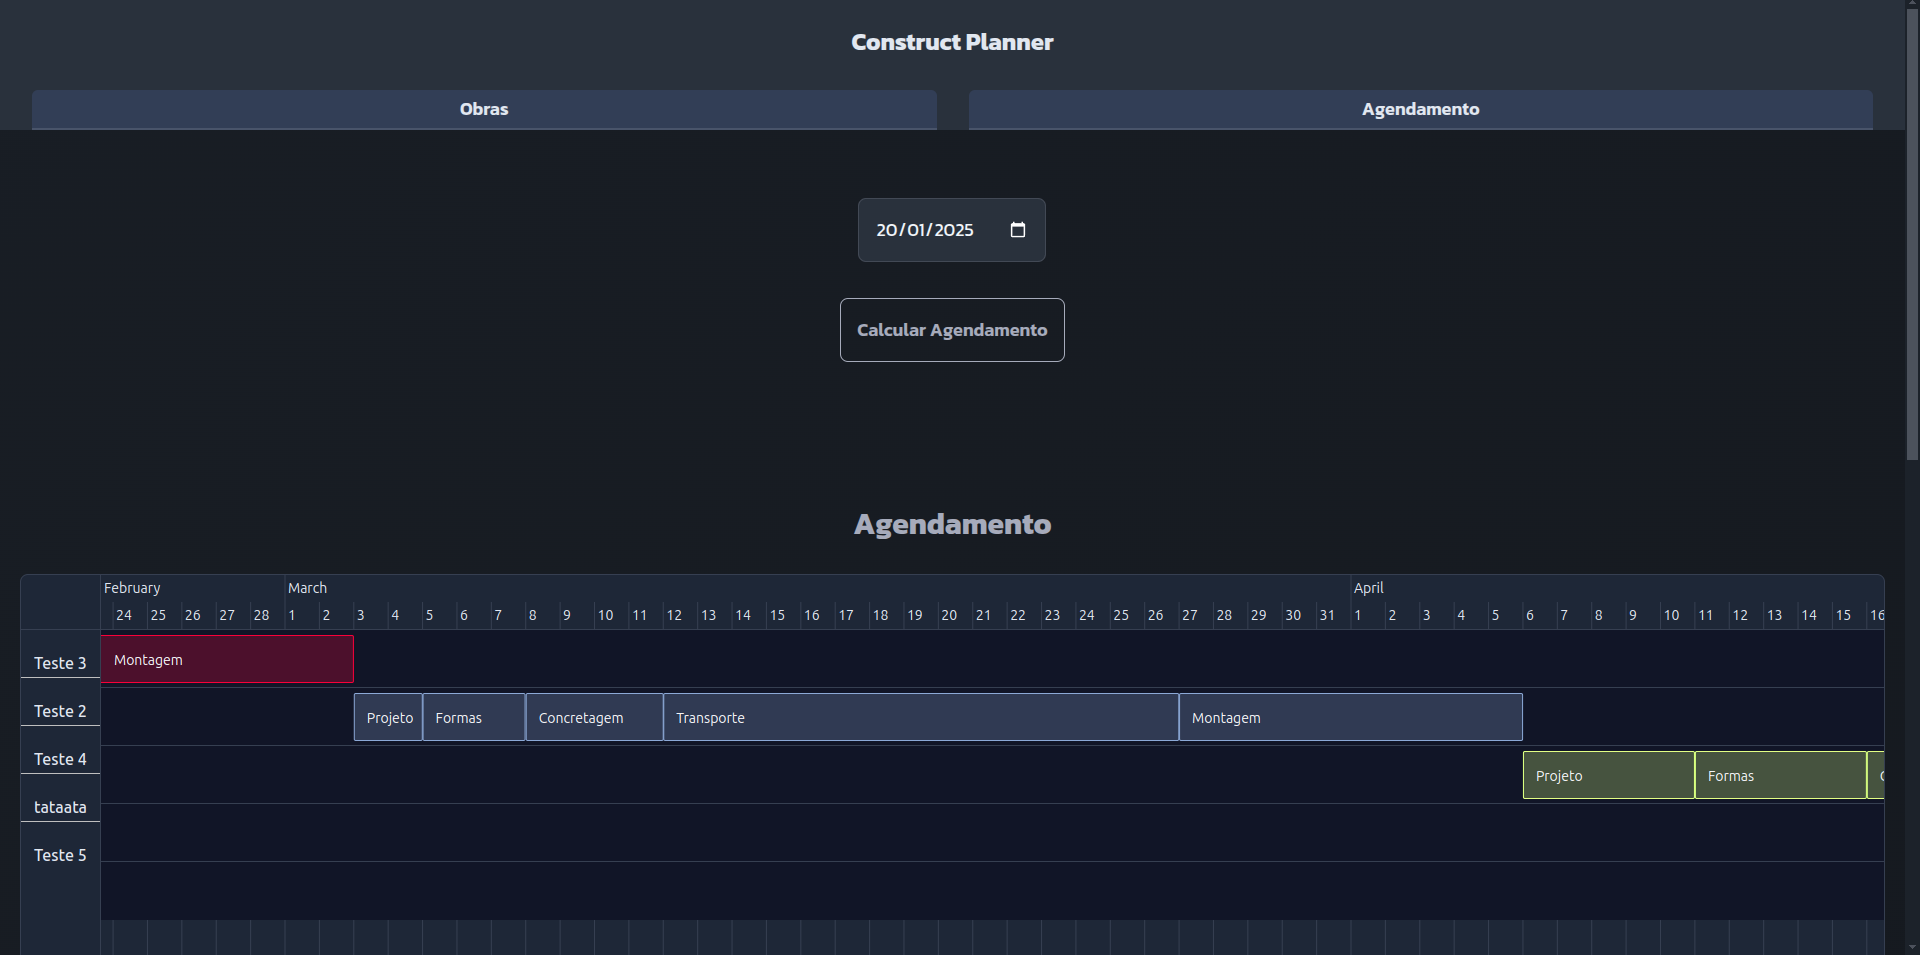 Construct Planner
Obras Agendamento
20/01/2025
Calcular Agendamento
Agendamento
February March April
24 25 26 27 28 1 2 3 4 5 6 7 8 9 10 11 12 13 14 15 16 17 18 19 20 21 22 23 24 25 26 27 28 29 30 31 1 2 3 4 5 6 7 8 9 10 11 12 13 14 15 16
Teste 3 Montagem
Teste 2 Projeto Formas Concretagem Transporte Montagem
Teste 4 Projeto Formas
tataata
Teste 5